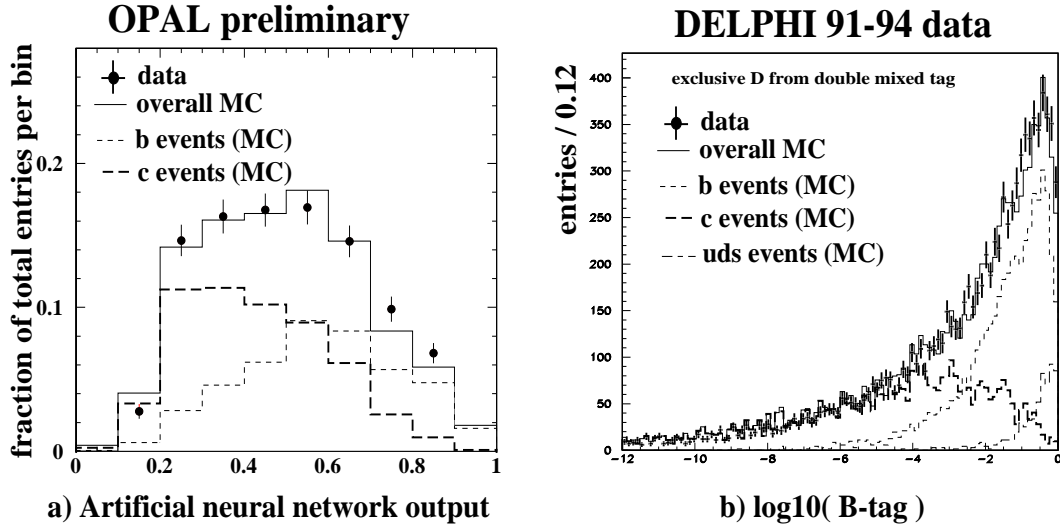 OPAL preliminary
fraction of total entries per bin
data
overall MC
b events (MC)
c events (MC)
0.2
0.1
0
0
0.2
0.4
0.6
0.8
1
a) Artificial neural network output
DELPHI 91-94 data
entries / 0.12
exclusive D from double mixed tag
data
overall MC
b events (MC)
c events (MC)
uds events (MC)
400
350
300
250
200
150
100
50
0
-12
-10
-8
-6
-4
-2
0
b) log10( B-tag )